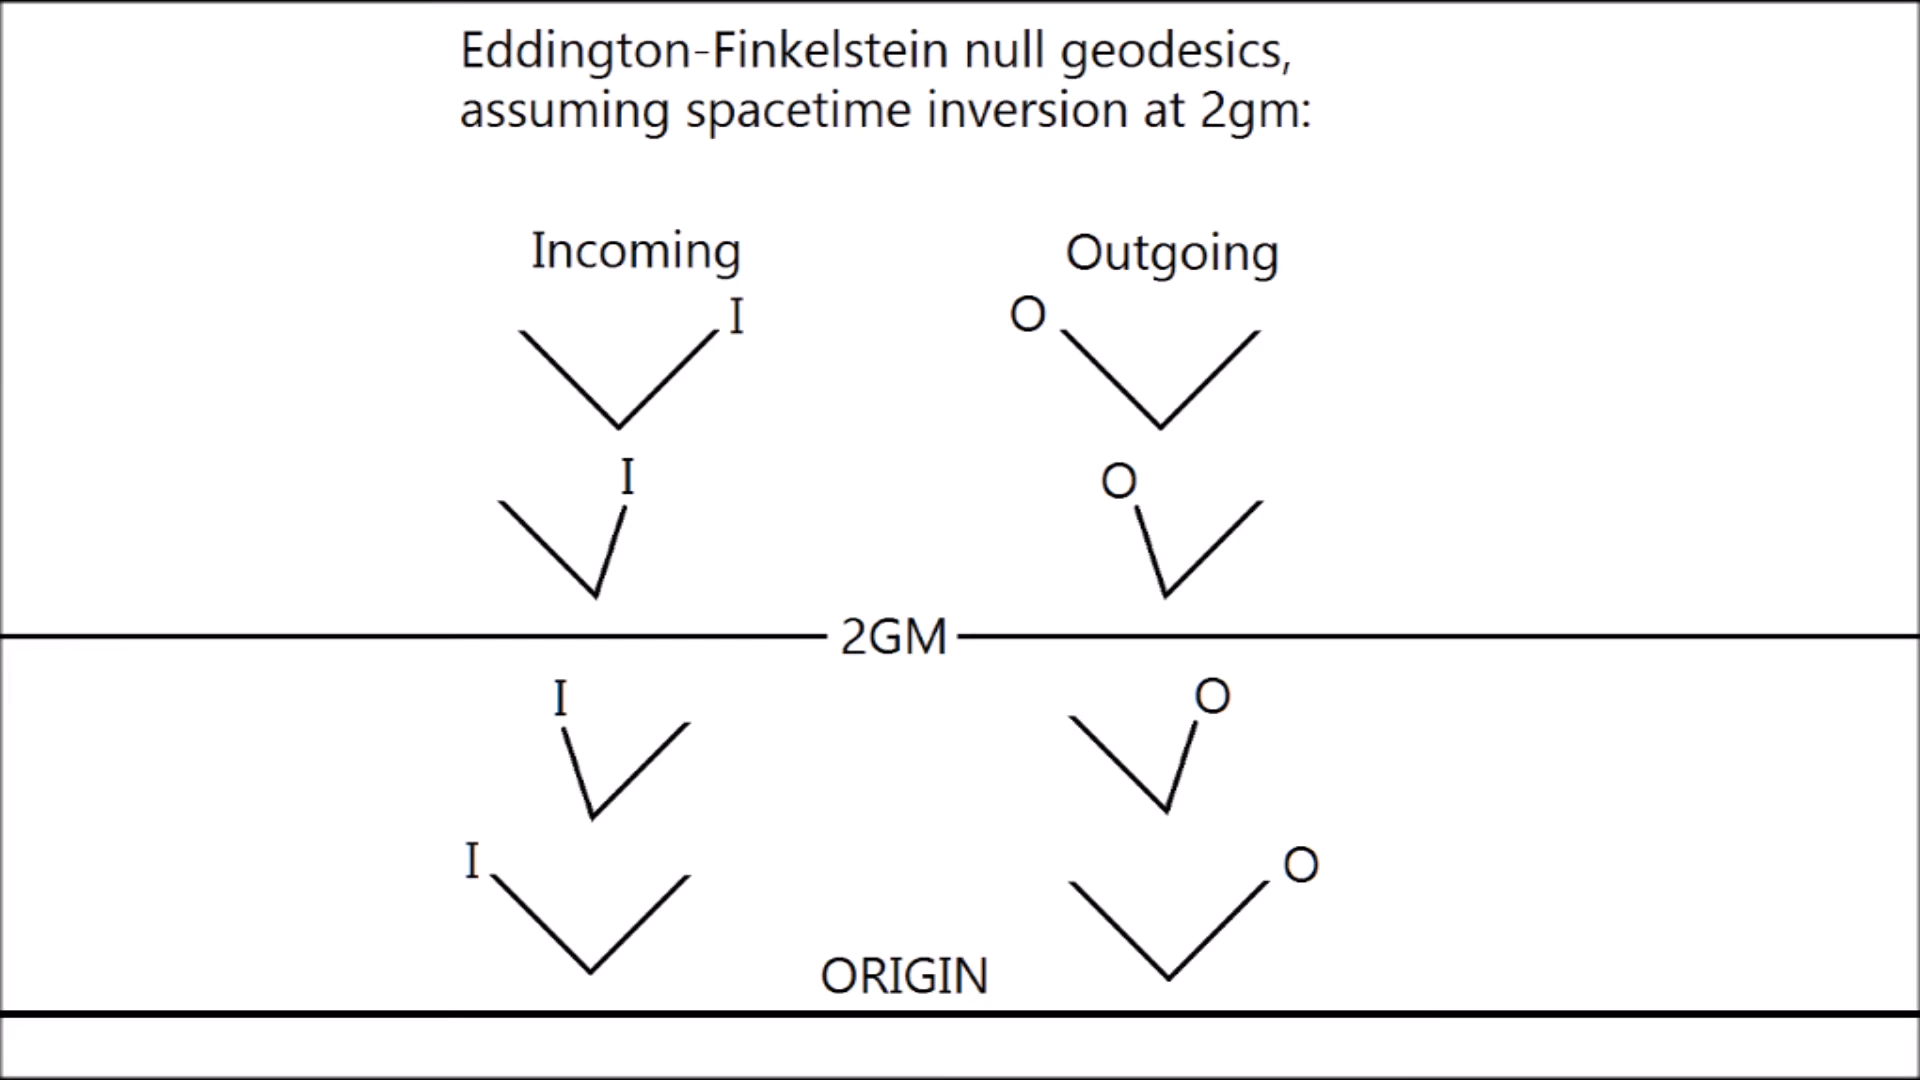 Eddington-Finkelstein null geodesics,
assuming spacetime inversion at 2gm:
Incoming
Outgoing
I
O
I
O
2GM
I
O
I
O
ORIGIN